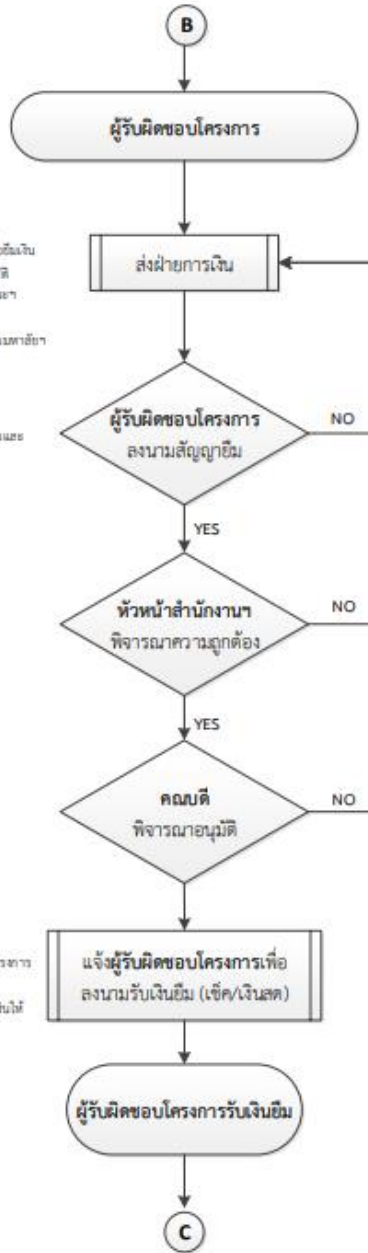 B
ผู้รับผิดชอบโครงการ
ส่งฝ่ายการเงิน
ผู้รับผิดชอบโครงการ
ลงนามสัญญายืม
NO
YES
หัวหน้าสำนักงานฯ
พิจารณาความถูกต้อง
NO
YES
คณบดี
พิจารณาอนุมัติ
NO
แจ้งผู้รับผิดชอบโครงการเพื่อ
ลงนามรับเงินยืม (เช็ค/เงินสด)
ผู้รับผิดชอบโครงการรับเงินยืม
C